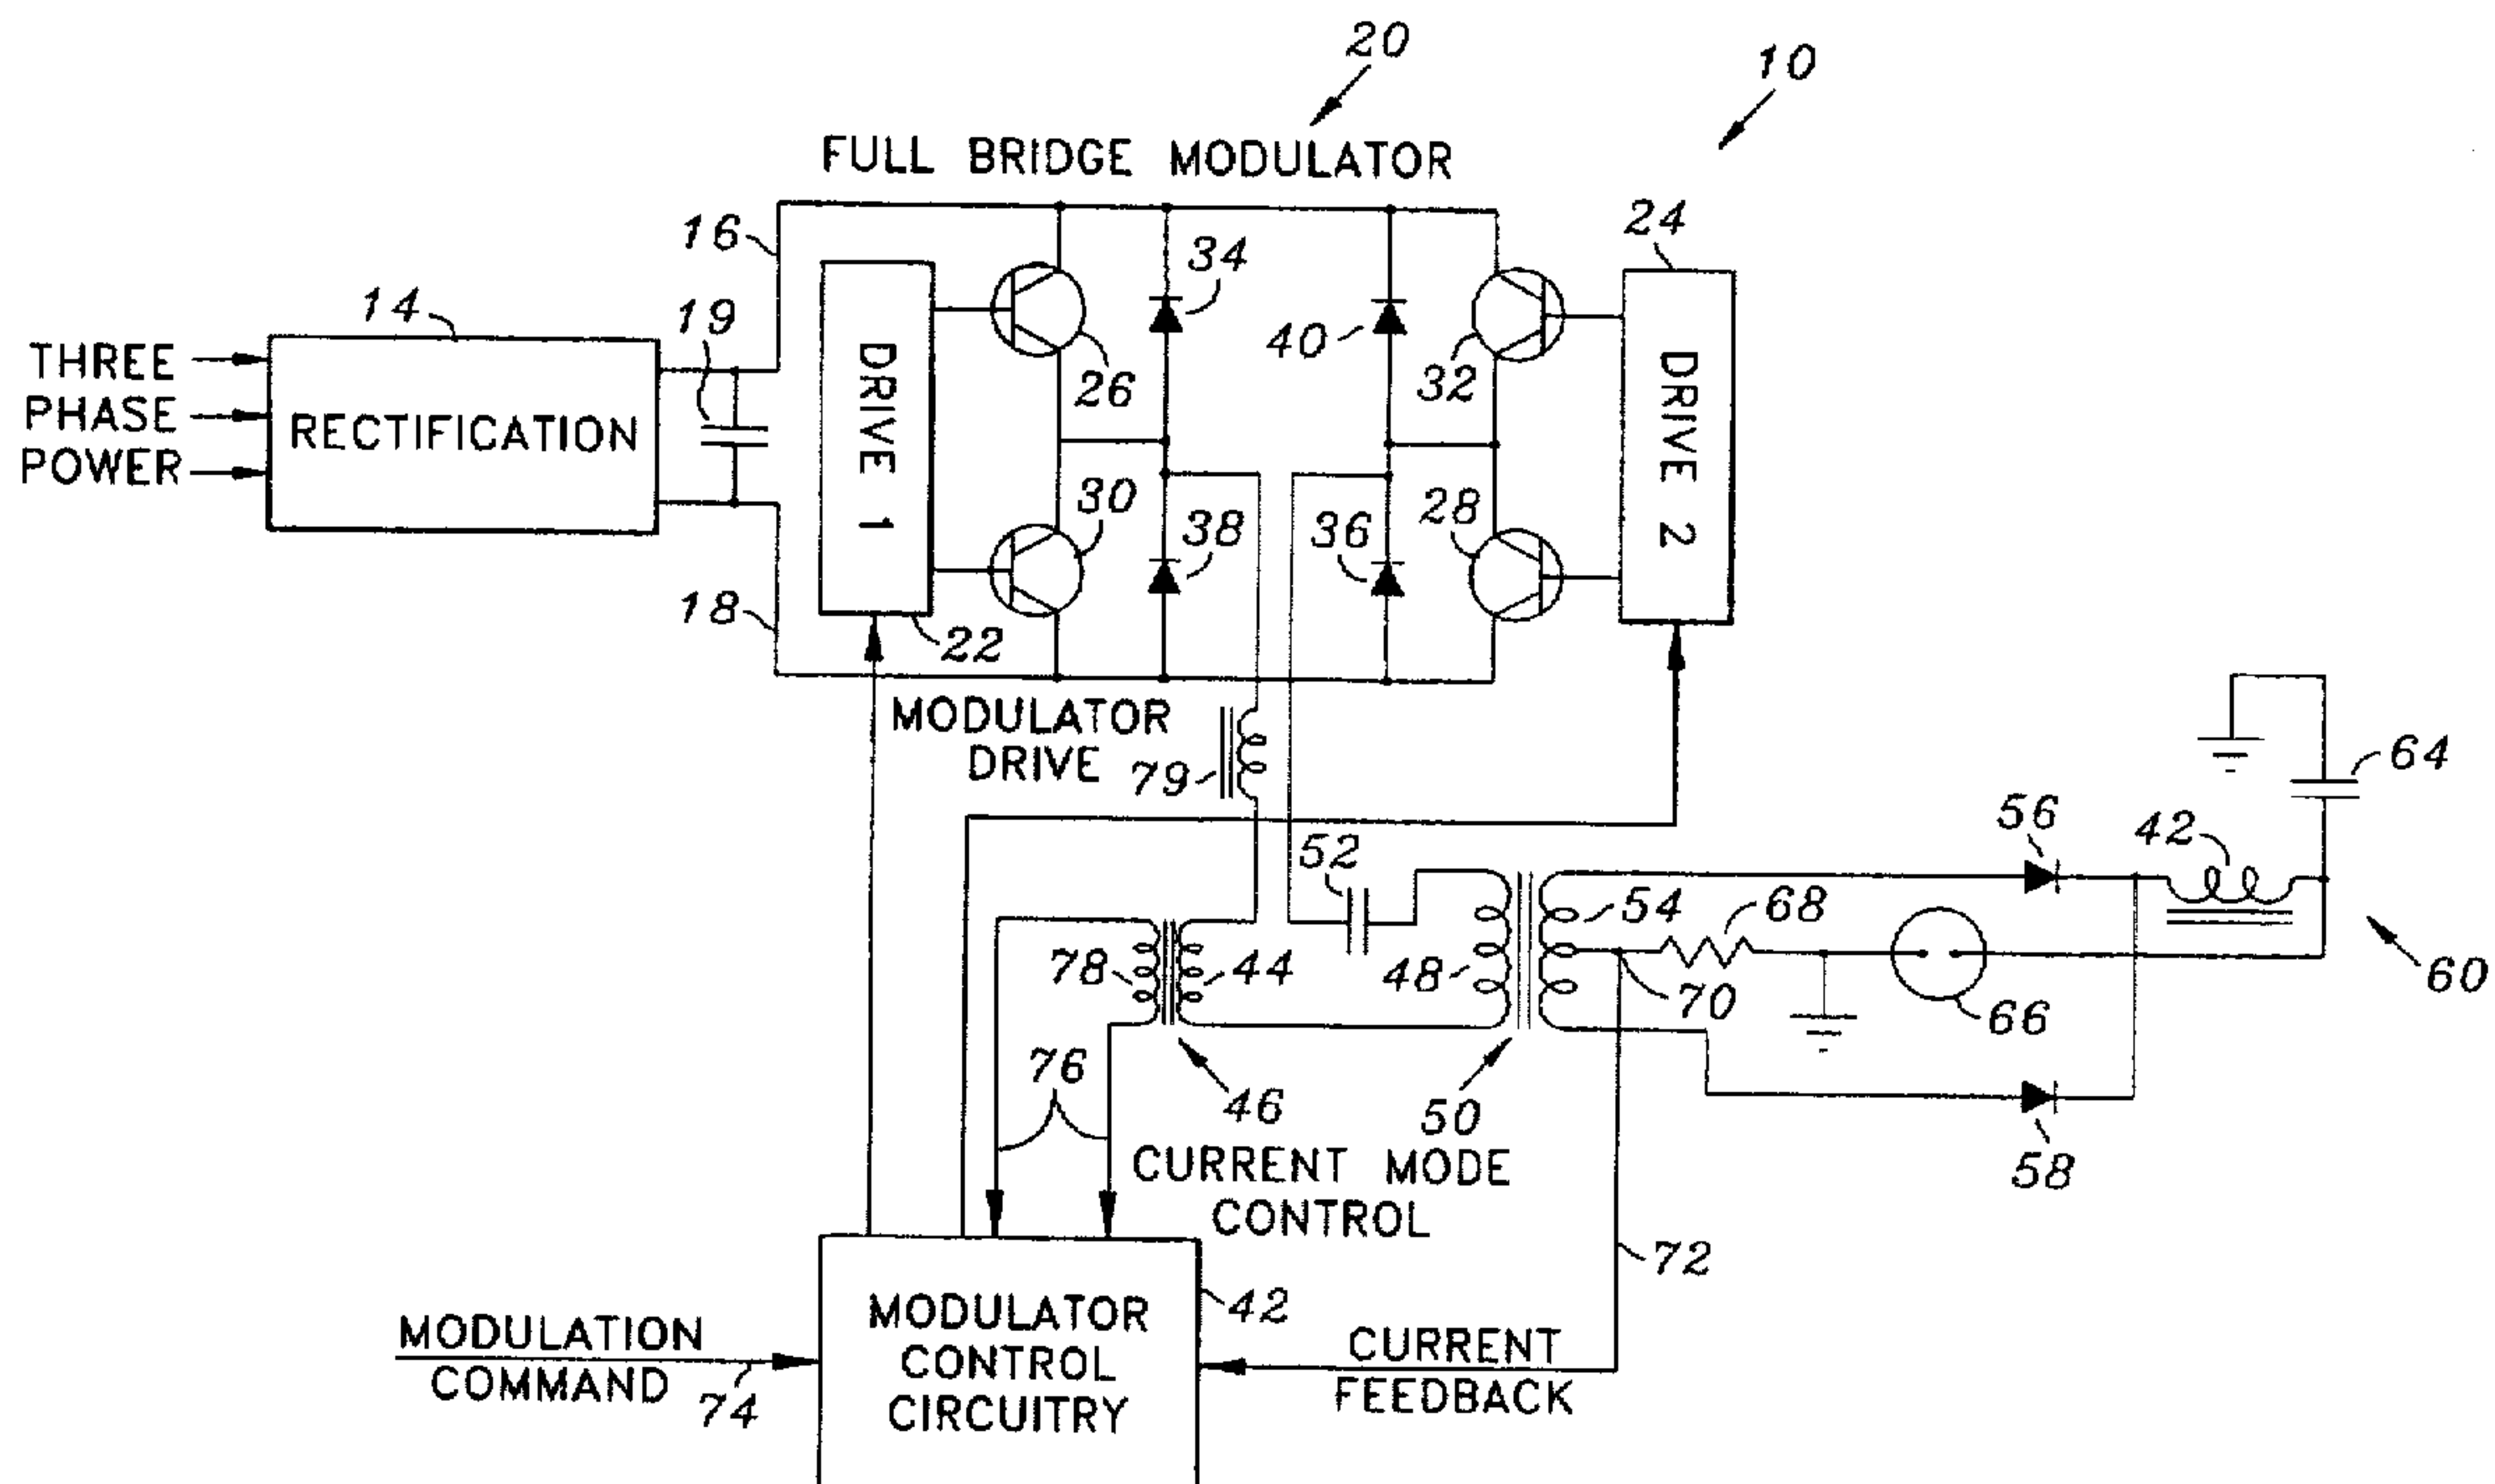 20
10
FULL BRIDGE MODULATOR
16
34
24
14
19
40
THREE
PHASE
POWER
RECTIFICATION
DRIVE 1
26
32
DRIVE 2
30
38
36
28
18
22
MODULATOR
DRIVE
79
64
56
42
52
54
68
78
44
48
70
66
60
76
46
50
58
CURRENT MODE
CONTROL
72
MODULATION
COMMAND
74
MODULATOR
CONTROL
CIRCUITRY
42
CURRENT
FEEDBACK